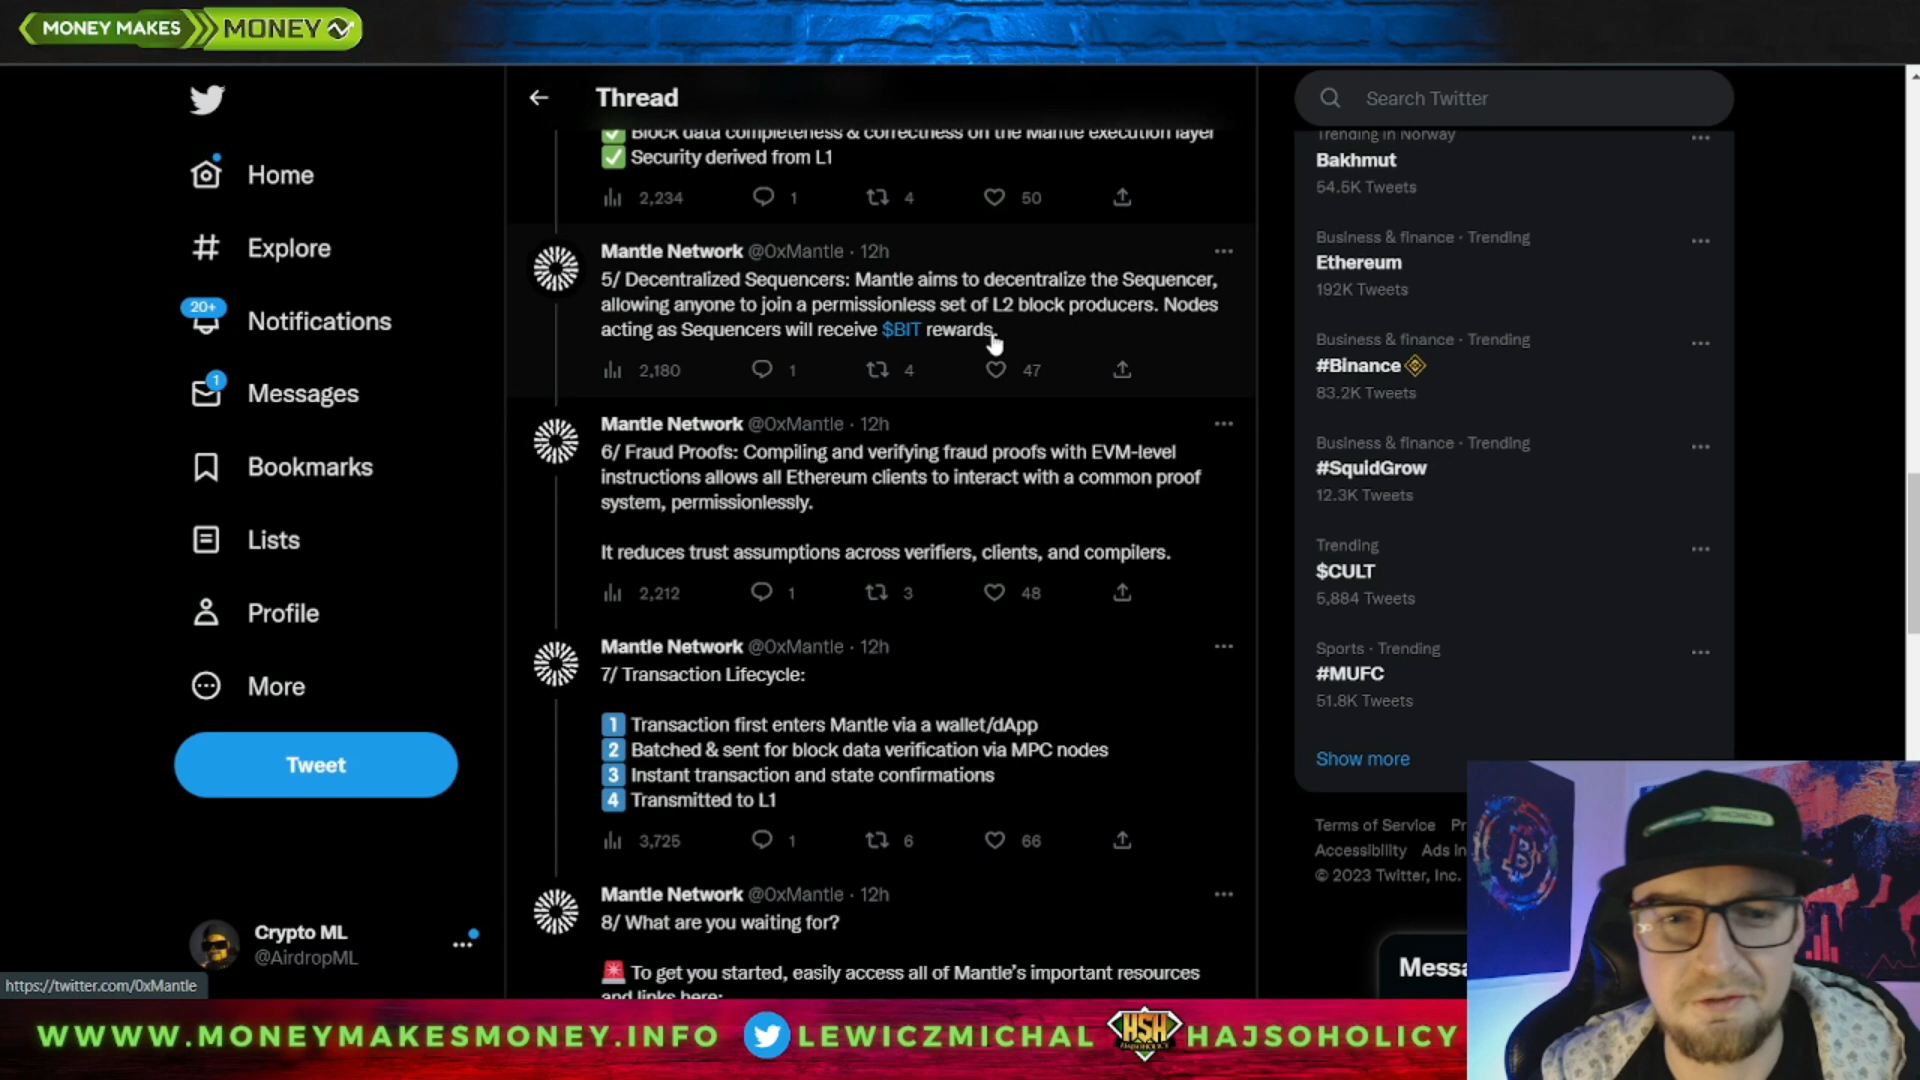 MONEY MAKES MONEY
Thread
Search Twitter
Block data completeness & correctness on the Mantle execution layer
✅ Security derived from L1
2,234 1 4 50
Home
Explore
20+
Notifications
1
Messages
Bookmarks
Lists
Profile
More
Tweet
Crypto ML
@AirdropML
https://twitter.com/0xMantle
Mantle Network @0xMantle · 12h
5/ Decentralized Sequencers: Mantle aims to decentralize the Sequencer,
allowing anyone to join a permissionless set of L2 block producers. Nodes
acting as Sequencers will receive $BIT rewards.
2,180 1 4 47
Mantle Network @0xMantle · 12h
6/ Fraud Proofs: Compiling and verifying fraud proofs with EVM-level
instructions allows all Ethereum clients to interact with a common proof
system, permissionlessly.
It reduces trust assumptions across verifiers, clients, and compilers.
2,212 1 3 48
Mantle Network @0xMantle · 12h
7/ Transaction Lifecycle:
1 Transaction first enters Mantle via a wallet/dApp
2 Batched & sent for block data verification via MPC nodes
3 Instant transaction and state confirmations
4 Transmitted to L1
3,725 1 6 66
Mantle Network @0xMantle · 12h
8/ What are you waiting for?
🚨 To get you started, easily access all of Mantle's important resources
and links here:
Trending in Norway
Bakhmut
54.5K Tweets
Business & finance · Trending
Ethereum
192K Tweets
Business & finance · Trending
#Binance
83.2K Tweets
Business & finance · Trending
#SquidGrow
12.3K Tweets
Trending
$CULT
5,884 Tweets
Sports · Trending
#MUFC
51.8K Tweets
Show more
Terms of Service Pr
Accessibility Ads in
© 2023 Twitter, Inc.
Messa
WWWW.MONEYMAKESMONEY.INFO LEWICZMICHAL HSH HAJSOHOLICY